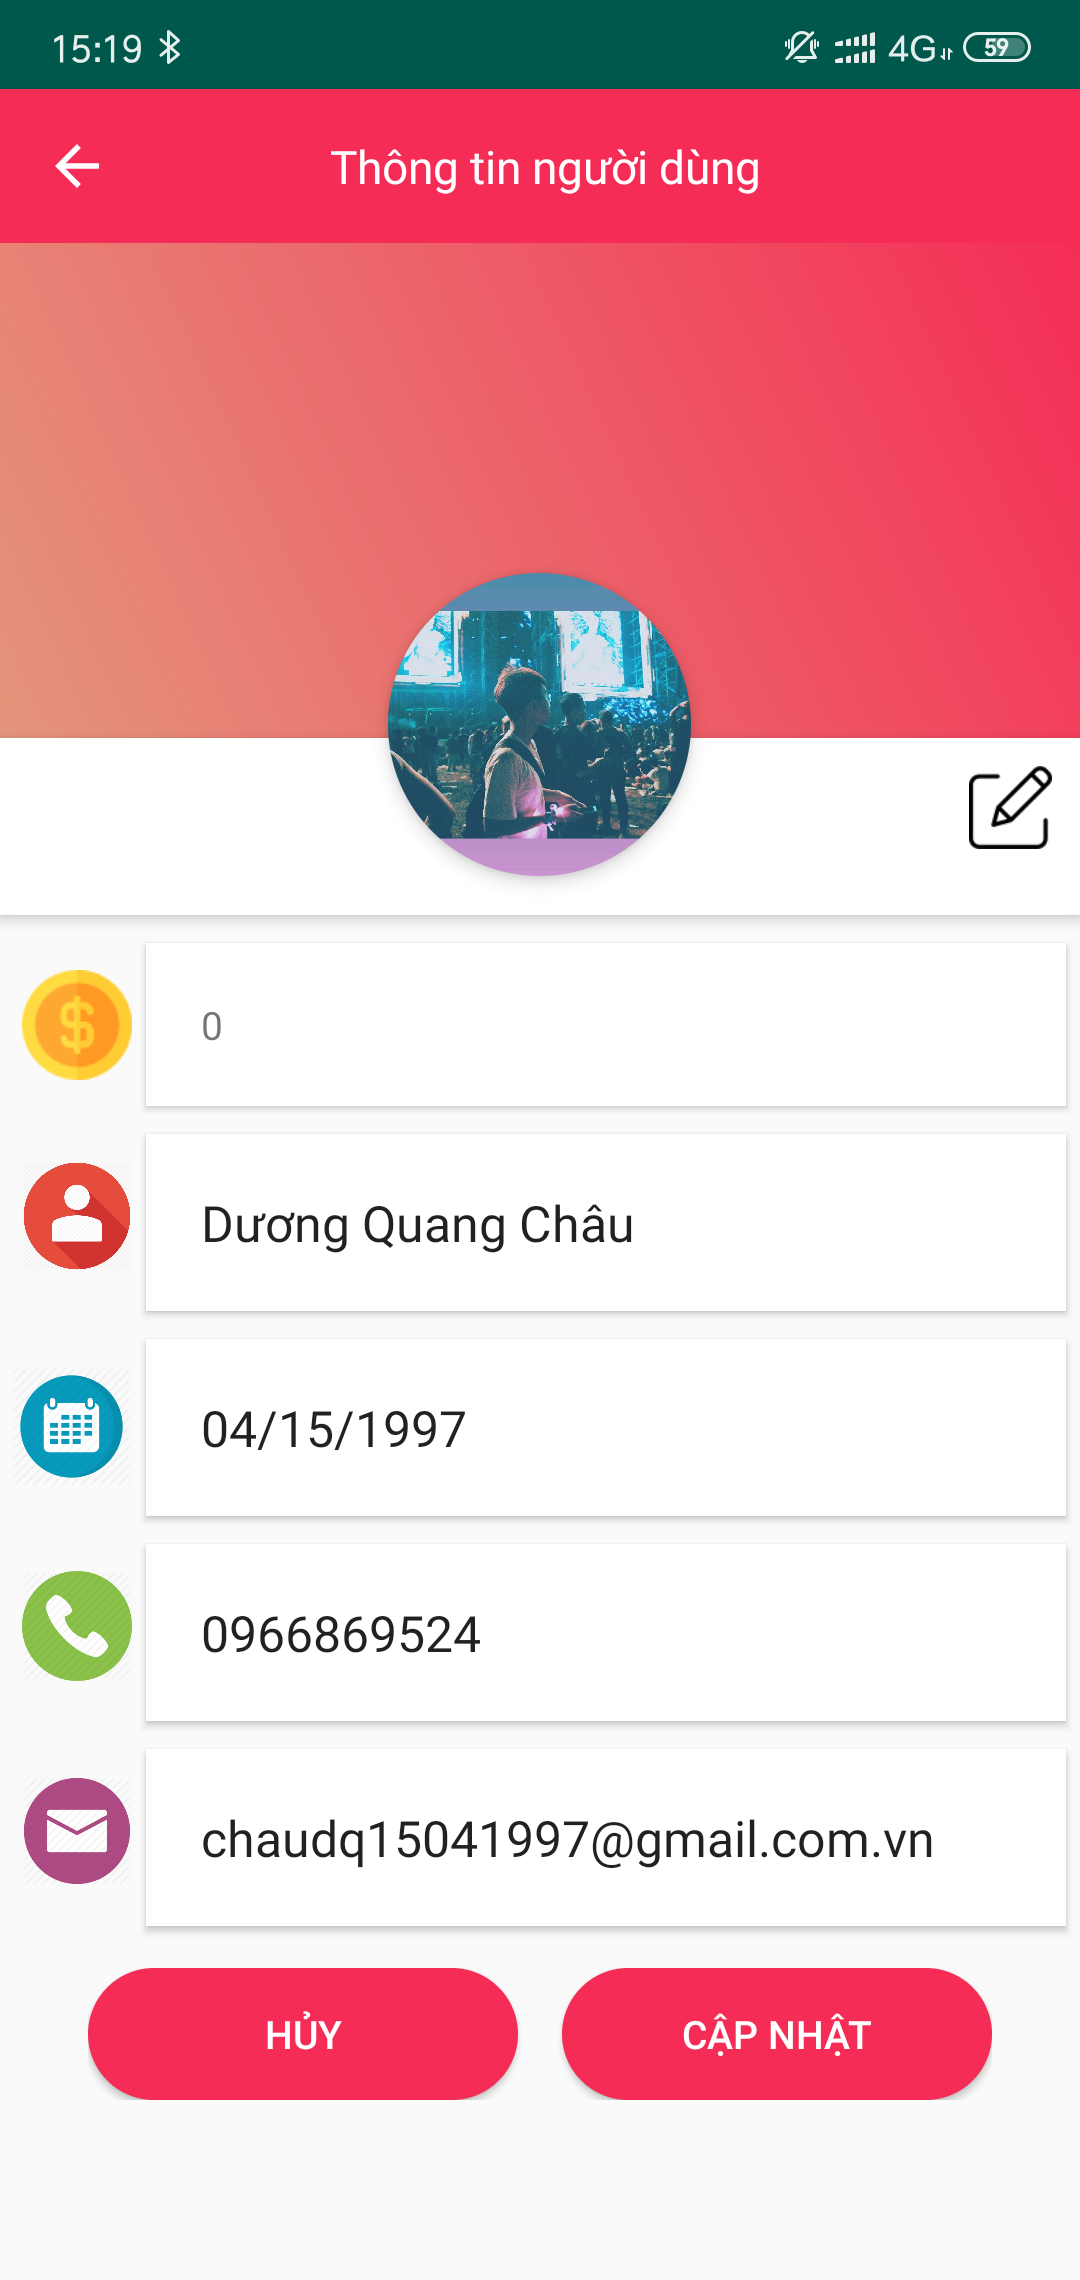 15:19 4G 59
Thông tin người dùng
$
0
Dương Quang Châu
04/15/1997
0966869524
chaudq15041997@gmail.com.vn
HỦY CẬP NHẬT